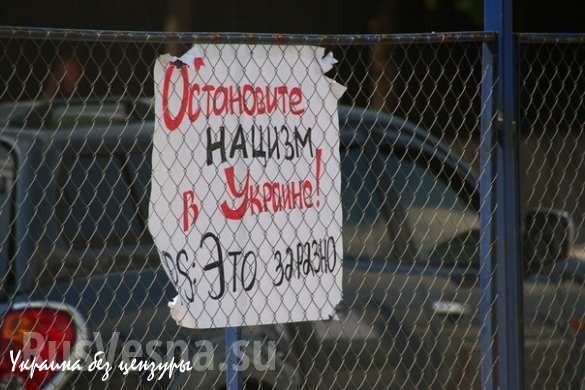 Остановите
нацизм
в Украине!
PS: Это заразно
RusVesna.su
Украина без цензуры